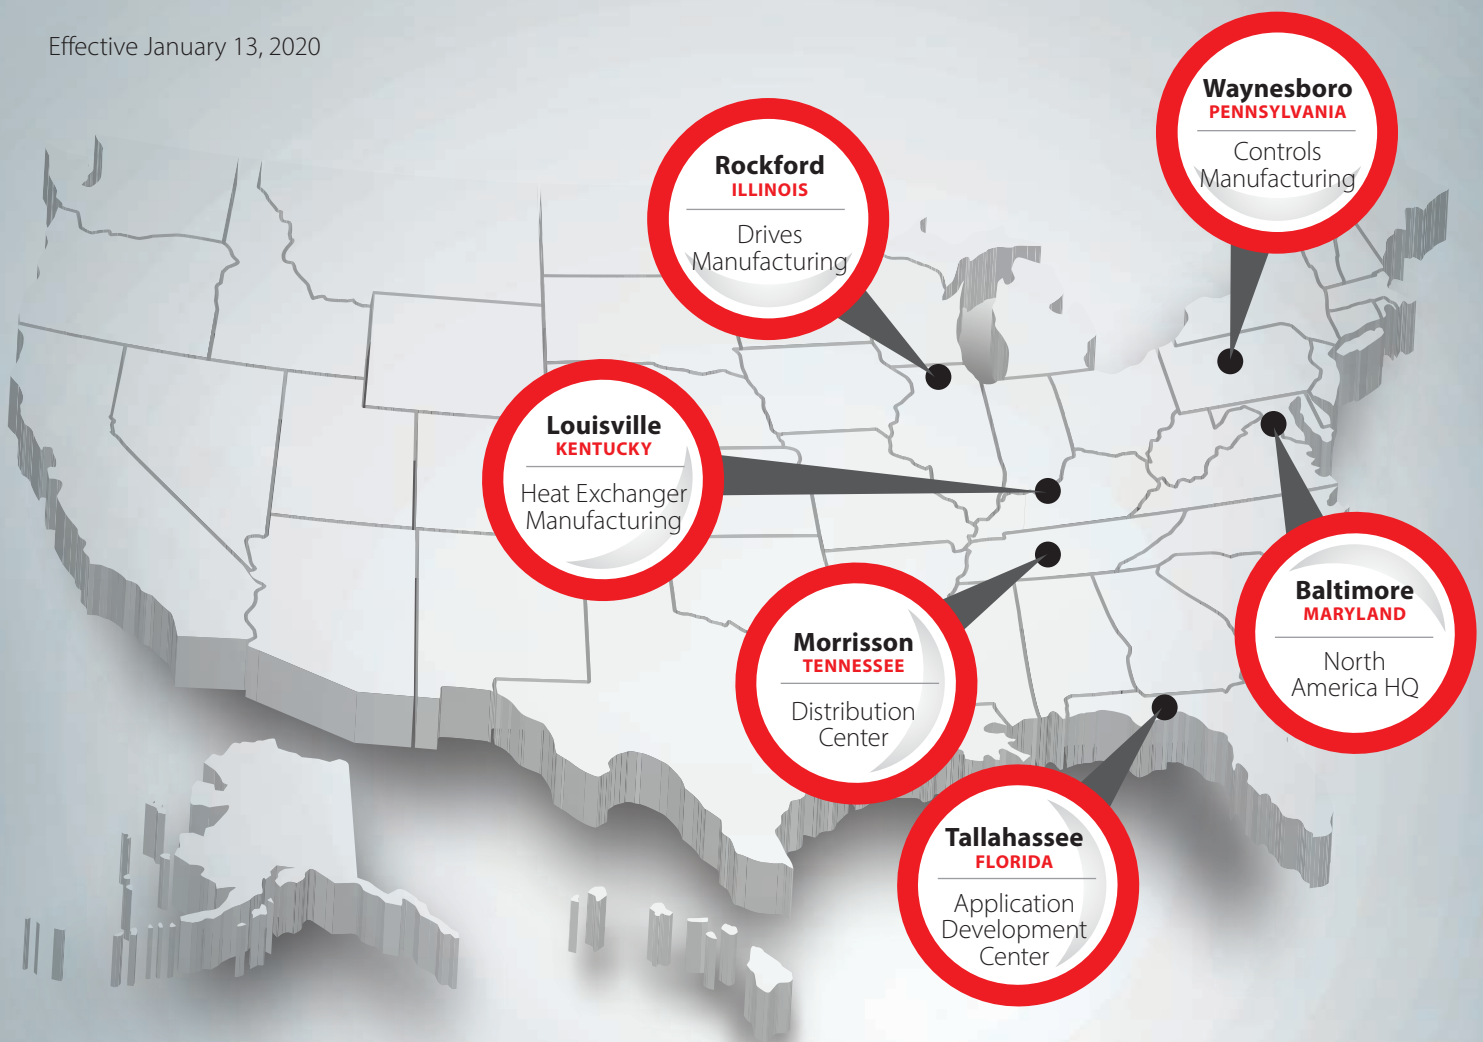 Effective January 13, 2020
Waynesboro
PENNSYLVANIA
Controls
Manufacturing
Rockford
ILLINOIS
Drives
Manufacturing
Louisville
KENTUCKY
Heat Exchanger
Manufacturing
Baltimore
MARYLAND
North
America HQ
Morrisson
TENNESSEE
Distribution
Center
Tallahassee
FLORIDA
Application
Development
Center